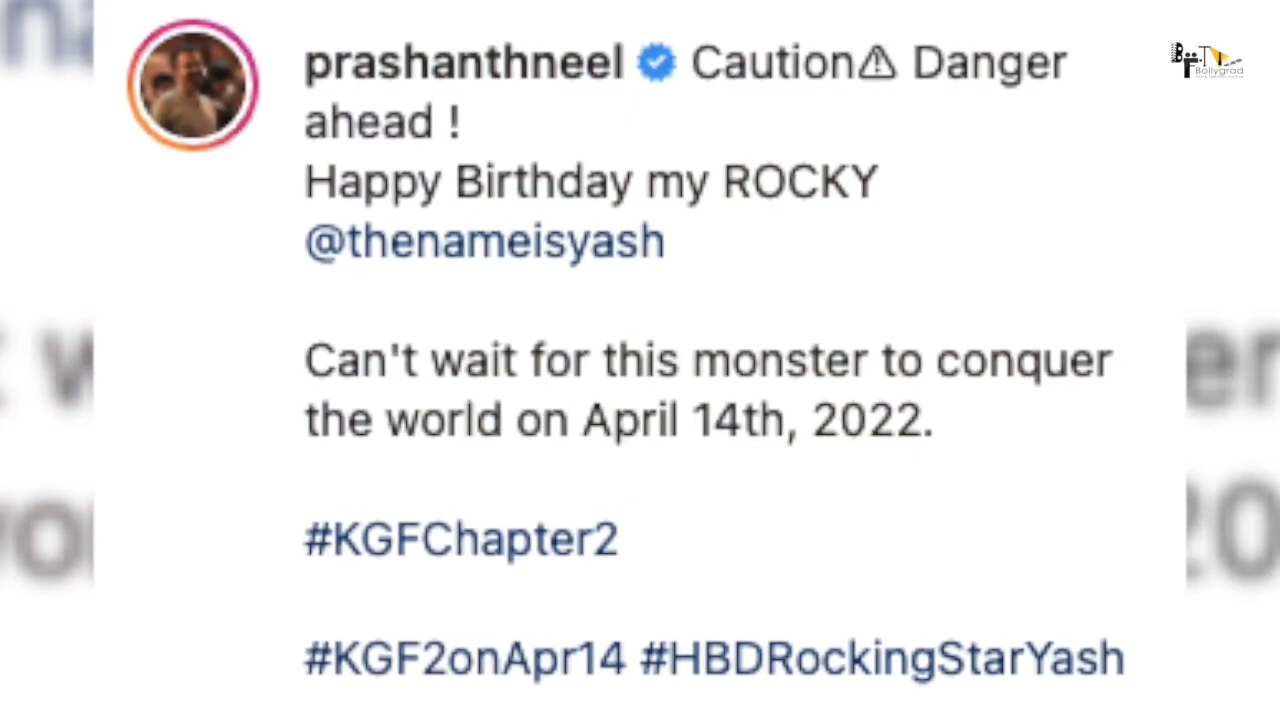 prashanthneel Caution⚠ Danger
ahead !
Happy Birthday my ROCKY
@thenameisyash
Can't wait for this monster to conquer
the world on April 14th, 2022.
#KGFChapter2
#KGF2onApr14 #HBDRockingStarYash
Bollygrad